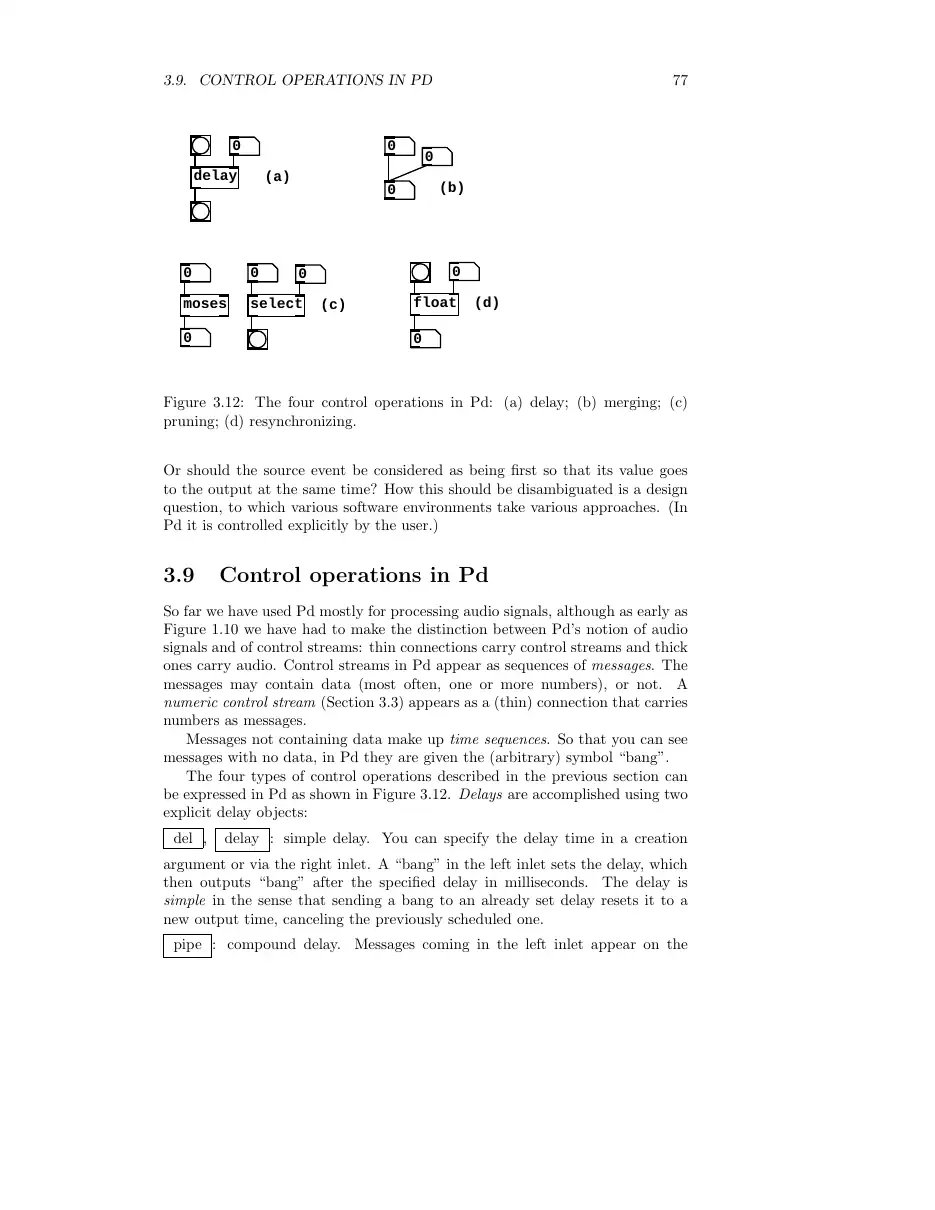 3.9. CONTROL OPERATIONS IN PD 77
0
delay (a)
0
0
0 (b)
0
0
0
moses select (c)
0
0
float (d)
0
Figure 3.12: The four control operations in Pd: (a) delay; (b) merging; (c)
pruning; (d) resynchronizing.
Or should the source event be considered as being first so that its value goes
to the output at the same time? How this should be disambiguated is a design
question, to which various software environments take various approaches. (In
Pd it is controlled explicitly by the user.)
3.9 Control operations in Pd
So far we have used Pd mostly for processing audio signals, although as early as
Figure 1.10 we have had to make the distinction between Pd's notion of audio
signals and of control streams: thin connections carry control streams and thick
ones carry audio. Control streams in Pd appear as sequences of messages. The
messages may contain data (most often, one or more numbers), or not. A
numeric control stream (Section 3.3) appears as a (thin) connection that carries
numbers as messages.
Messages not containing data make up time sequences. So that you can see
messages with no data, in Pd they are given the (arbitrary) symbol “bang”.
The four types of control operations described in the previous section can
be expressed in Pd as shown in Figure 3.12. Delays are accomplished using two
explicit delay objects:
del , delay : simple delay. You can specify the delay time in a creation
argument or via the right inlet. A “bang” in the left inlet sets the delay, which
then outputs “bang” after the specified delay in milliseconds. The delay is
simple in the sense that sending a bang to an already set delay resets it to a
new output time, canceling the previously scheduled one.
pipe : compound delay. Messages coming in the left inlet appear on the